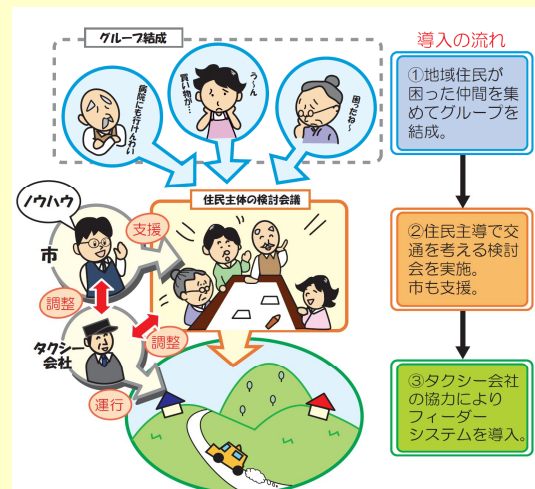 グループ結成
病院にも行けんわい
う〜ん
買い物が…
困ったね〜
導入の流れ
①地域住民が
困った仲間を集
めてグループを
結成。
ノウハウ
市
支援
住民主体の検討会議
調整
調整
タクシー
会社
運行
②住民主導で交
通を考える検討
会を実施。
市も支援。
③タクシー会社
の協力により
フィーダー
システムを導入。